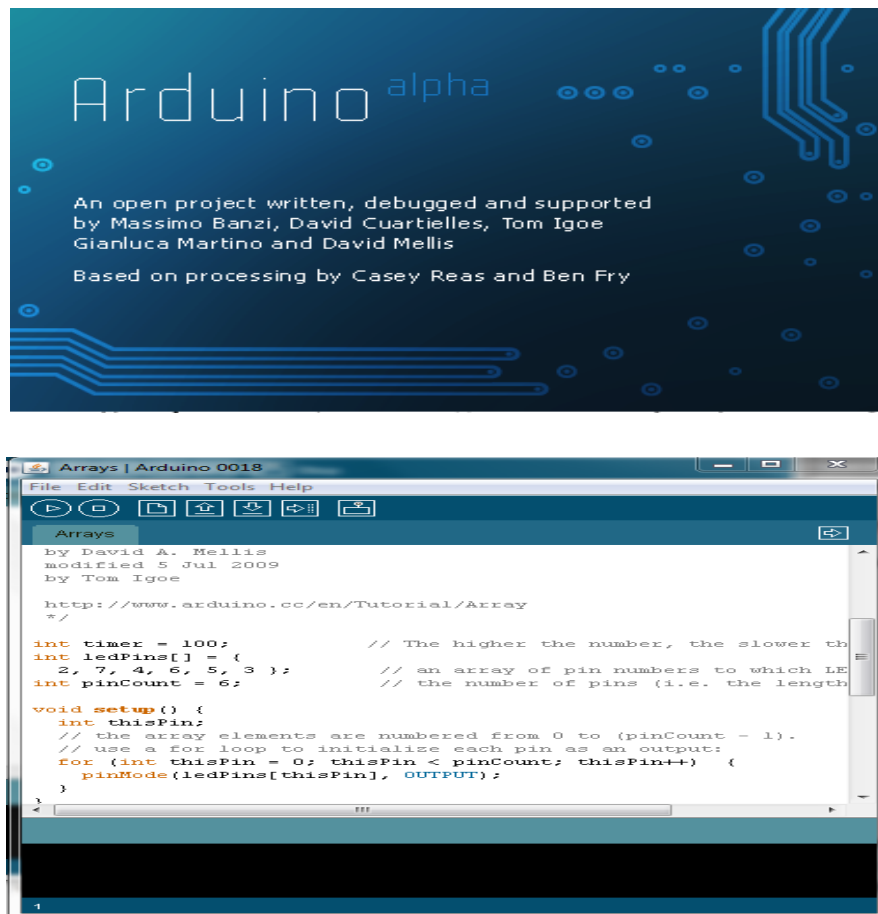 Arduino alpha
An open project written, debugged and supported
by Massimo Banzi, David Cuartielles, Tom Igoe
Gianluca Martino and David Mellis
Based on processing by Casey Reas and Ben Fry
Arrays | Arduino 0018
File Edit Sketch Tools Help
Arrays
by David A. Mellis
modified 5 Jul 2009
by Tom Igoe
http://www.arduino.cc/en/Tutorial/Array
*/
int timer = 100; // The higher the number, the slower th
int ledPins[] = {
2, 7, 4, 6, 5, 3 }; // an array of pin numbers to which LE
int pinCount = 6; // the number of pins (i.e. the length
void setup() {
int thisPin;
// the array elements are numbered from 0 to (pinCount - 1).
// use a for loop to initialize each pin as an output:
for (int thisPin = 0; thisPin < pinCount; thisPin++) {
pinMode(ledPins[thisPin], OUTPUT);
}
}
1